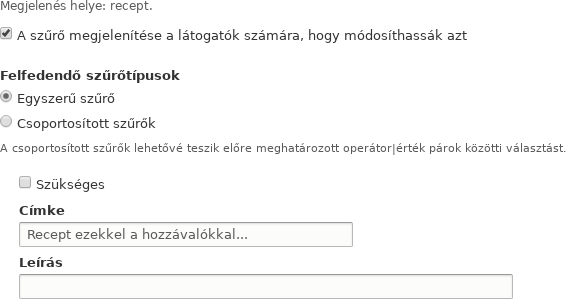 Megjelenés helye: recept.
A szűrő megjelenítése a látogatók számára, hogy módosíthassák azt
Felfedendő szűrőtípusok
Egyszerű szűrő
Csoportosított szűrők
A csoportosított szűrők lehetővé teszik előre meghatározott operátor|érték párok közötti választást.
Szükséges
Címke
Recept ezekkel a hozzávalókkal...
Leírás